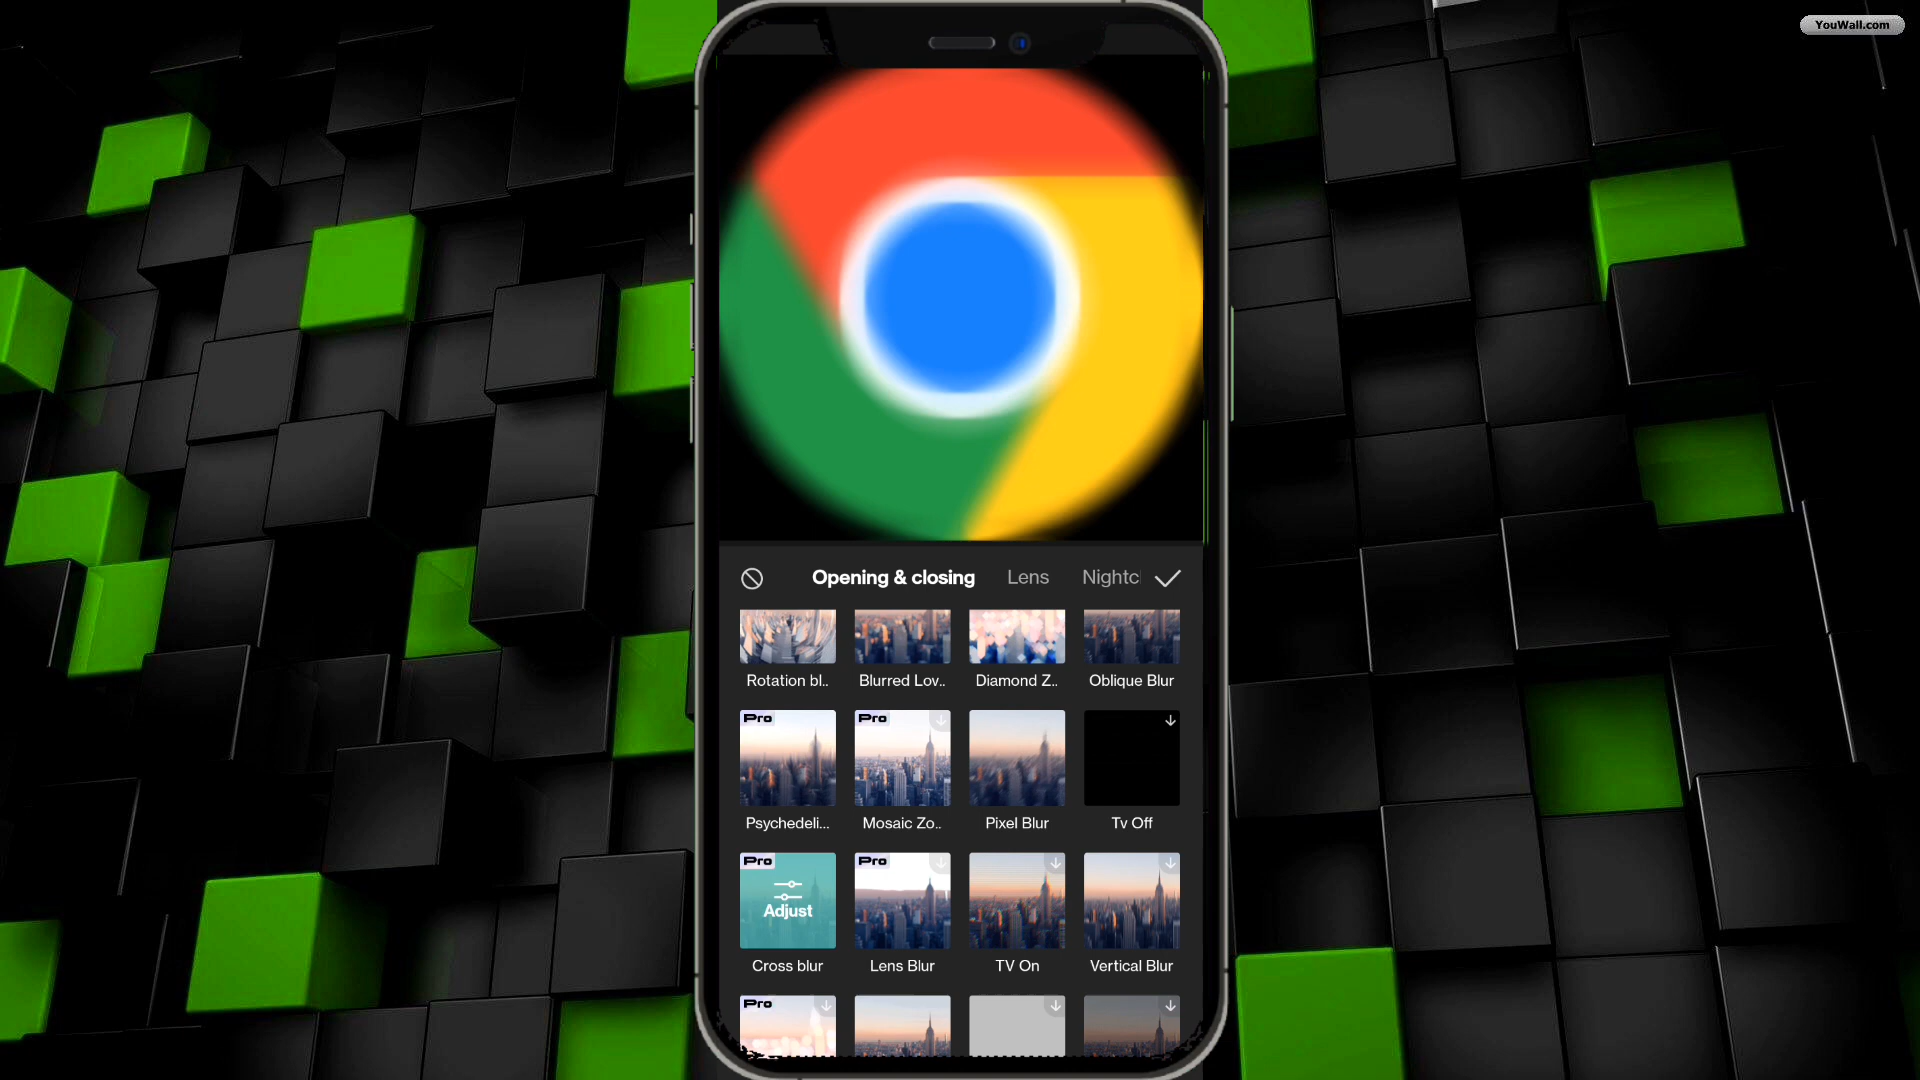 YouWall.com
Opening & closing Lens Nightc
Rotation bl.. Blurred Lov.. Diamond Z.. Oblique Blur
Pro Pro
Psychedeli... Mosaic Zo.. Pixel Blur Tv Off
Pro Pro
Adjust
Cross blur Lens Blur TV On Vertical Blur
Pro